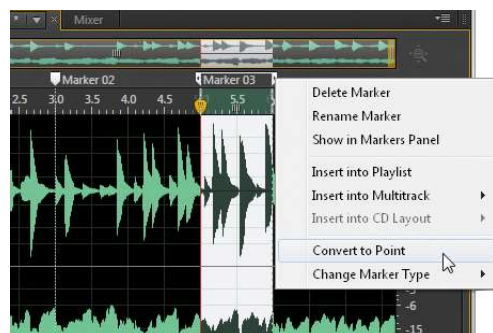 Mixer
Marker 02
Marker 03
2.5 3.0 3.5 4.0 4.5 5.5
Delete Marker
Rename Marker
Show in Markers Panel
Insert into Playlist
Insert into Multitrack
Insert into CD Layout
Convert to Point
Change Marker Type
-6
-15